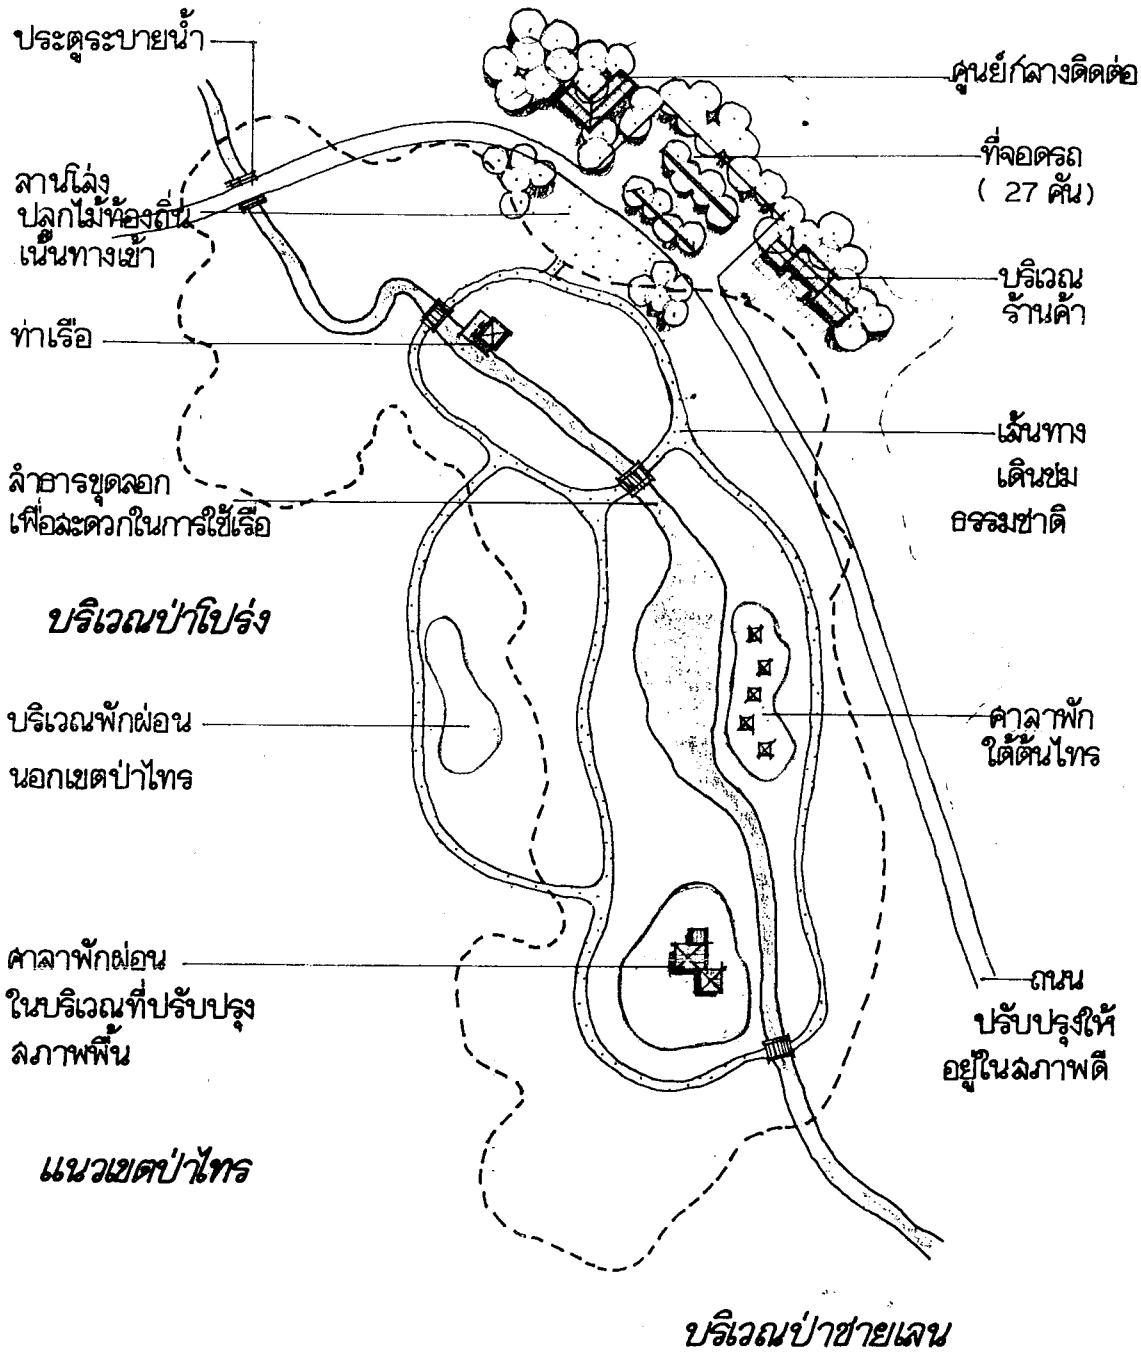 ประตูระบายน้ำ
ศูนย์กลางติดต่อ
ที่จอดรถ
( 27 คัน)
ลานโล่ง
ปลูกไม้ท้องถิ่น
เน้นทางเข้า
บริเวณ
ร้านค้า
ท่าเรือ
เส้นทาง
เดินชม
ธรรมชาติ
ลำธารขุดลอก
เพื่อสะดวกในการใช้เรือ
บริเวณป่าโปร่ง
บริเวณพักผ่อน
นอกเขตป่าไทร
ศาลาพัก
ใต้ต้นไทร
ศาลาพักผ่อน
ในบริเวณที่ปรับปรุง
สภาพพื้น
ถนน
ปรับปรุงให้
อยู่ในสภาพดี
แนวเขตป่าไทร
บริเวณป่าชายเลน